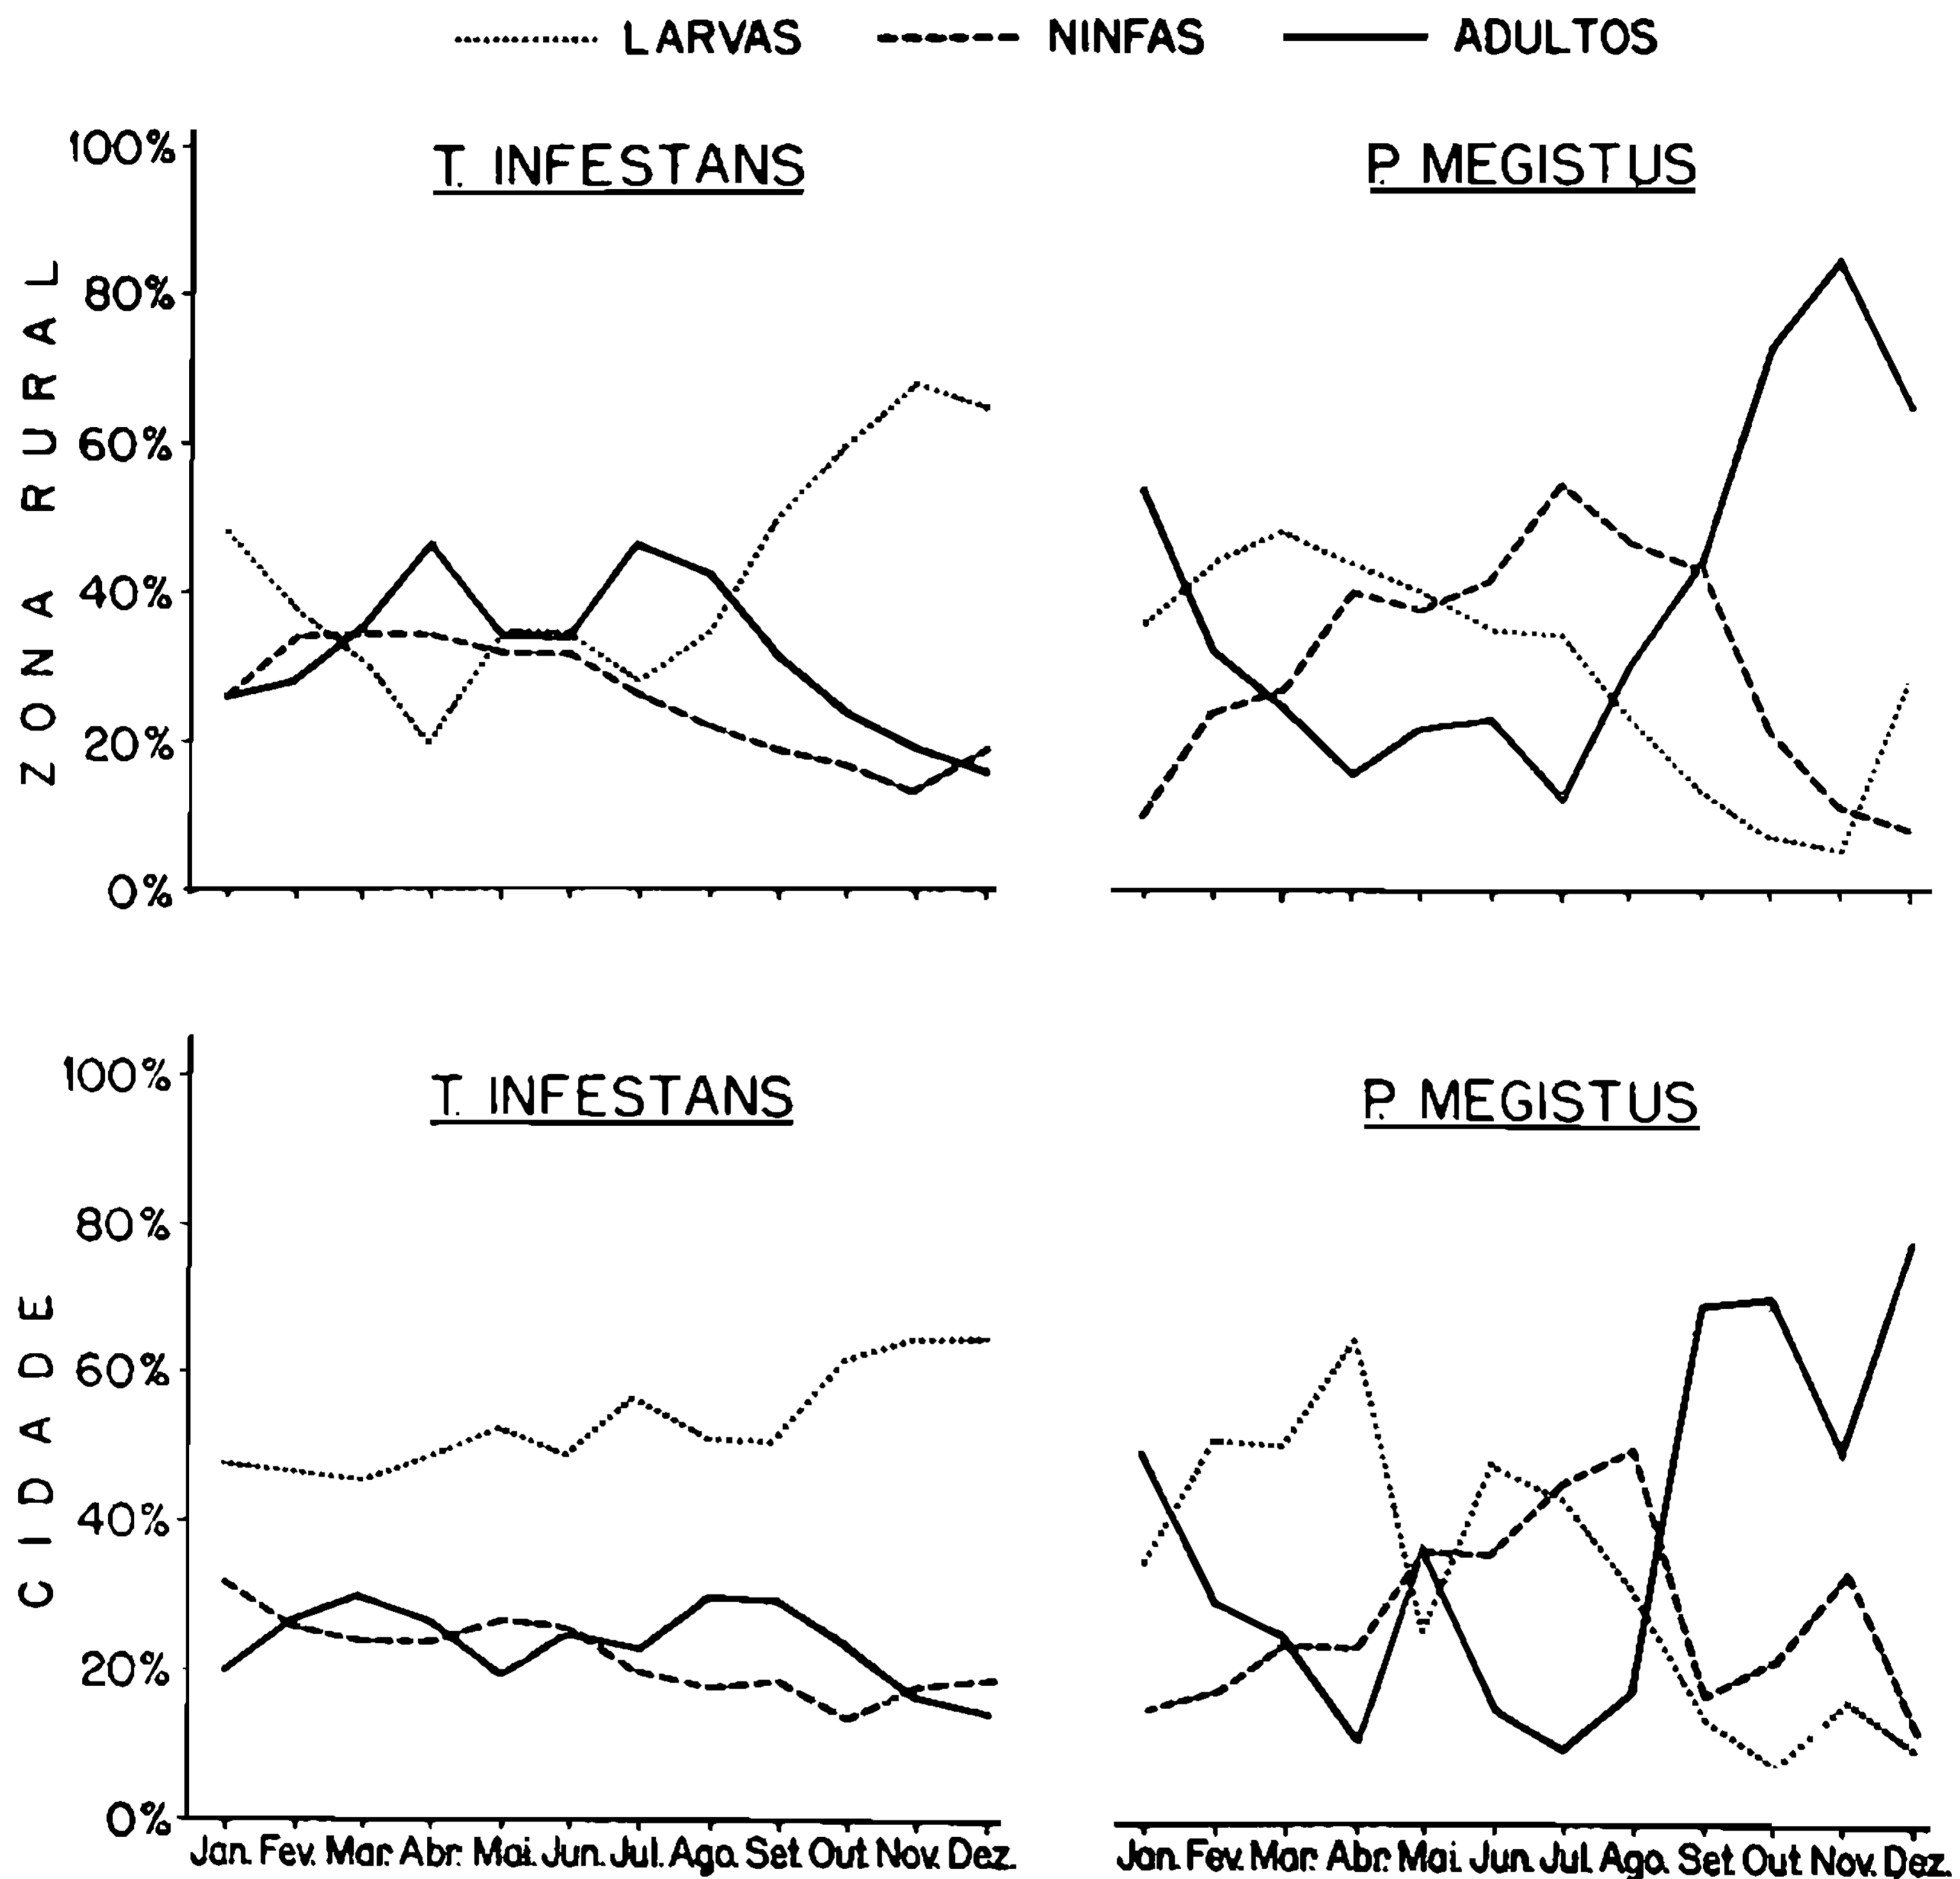 LARVAS NINFAS ADULTOS
T. INFESTANS
P. MEGISTUS
ZONA RURAL
100%
80%
60%
40%
20%
0%
T. INFESTANS
P. MEGISTUS
CIDADE
100%
80%
60%
40%
20%
0%
Jan. Fev. Mar. Abr. Mai. Jun. Jul. Ago. Set Out Nov. Dez.
Jan. Fev. Mar. Abr. Mai Jun. Jul. Ago. Set Out Nov. Dez.